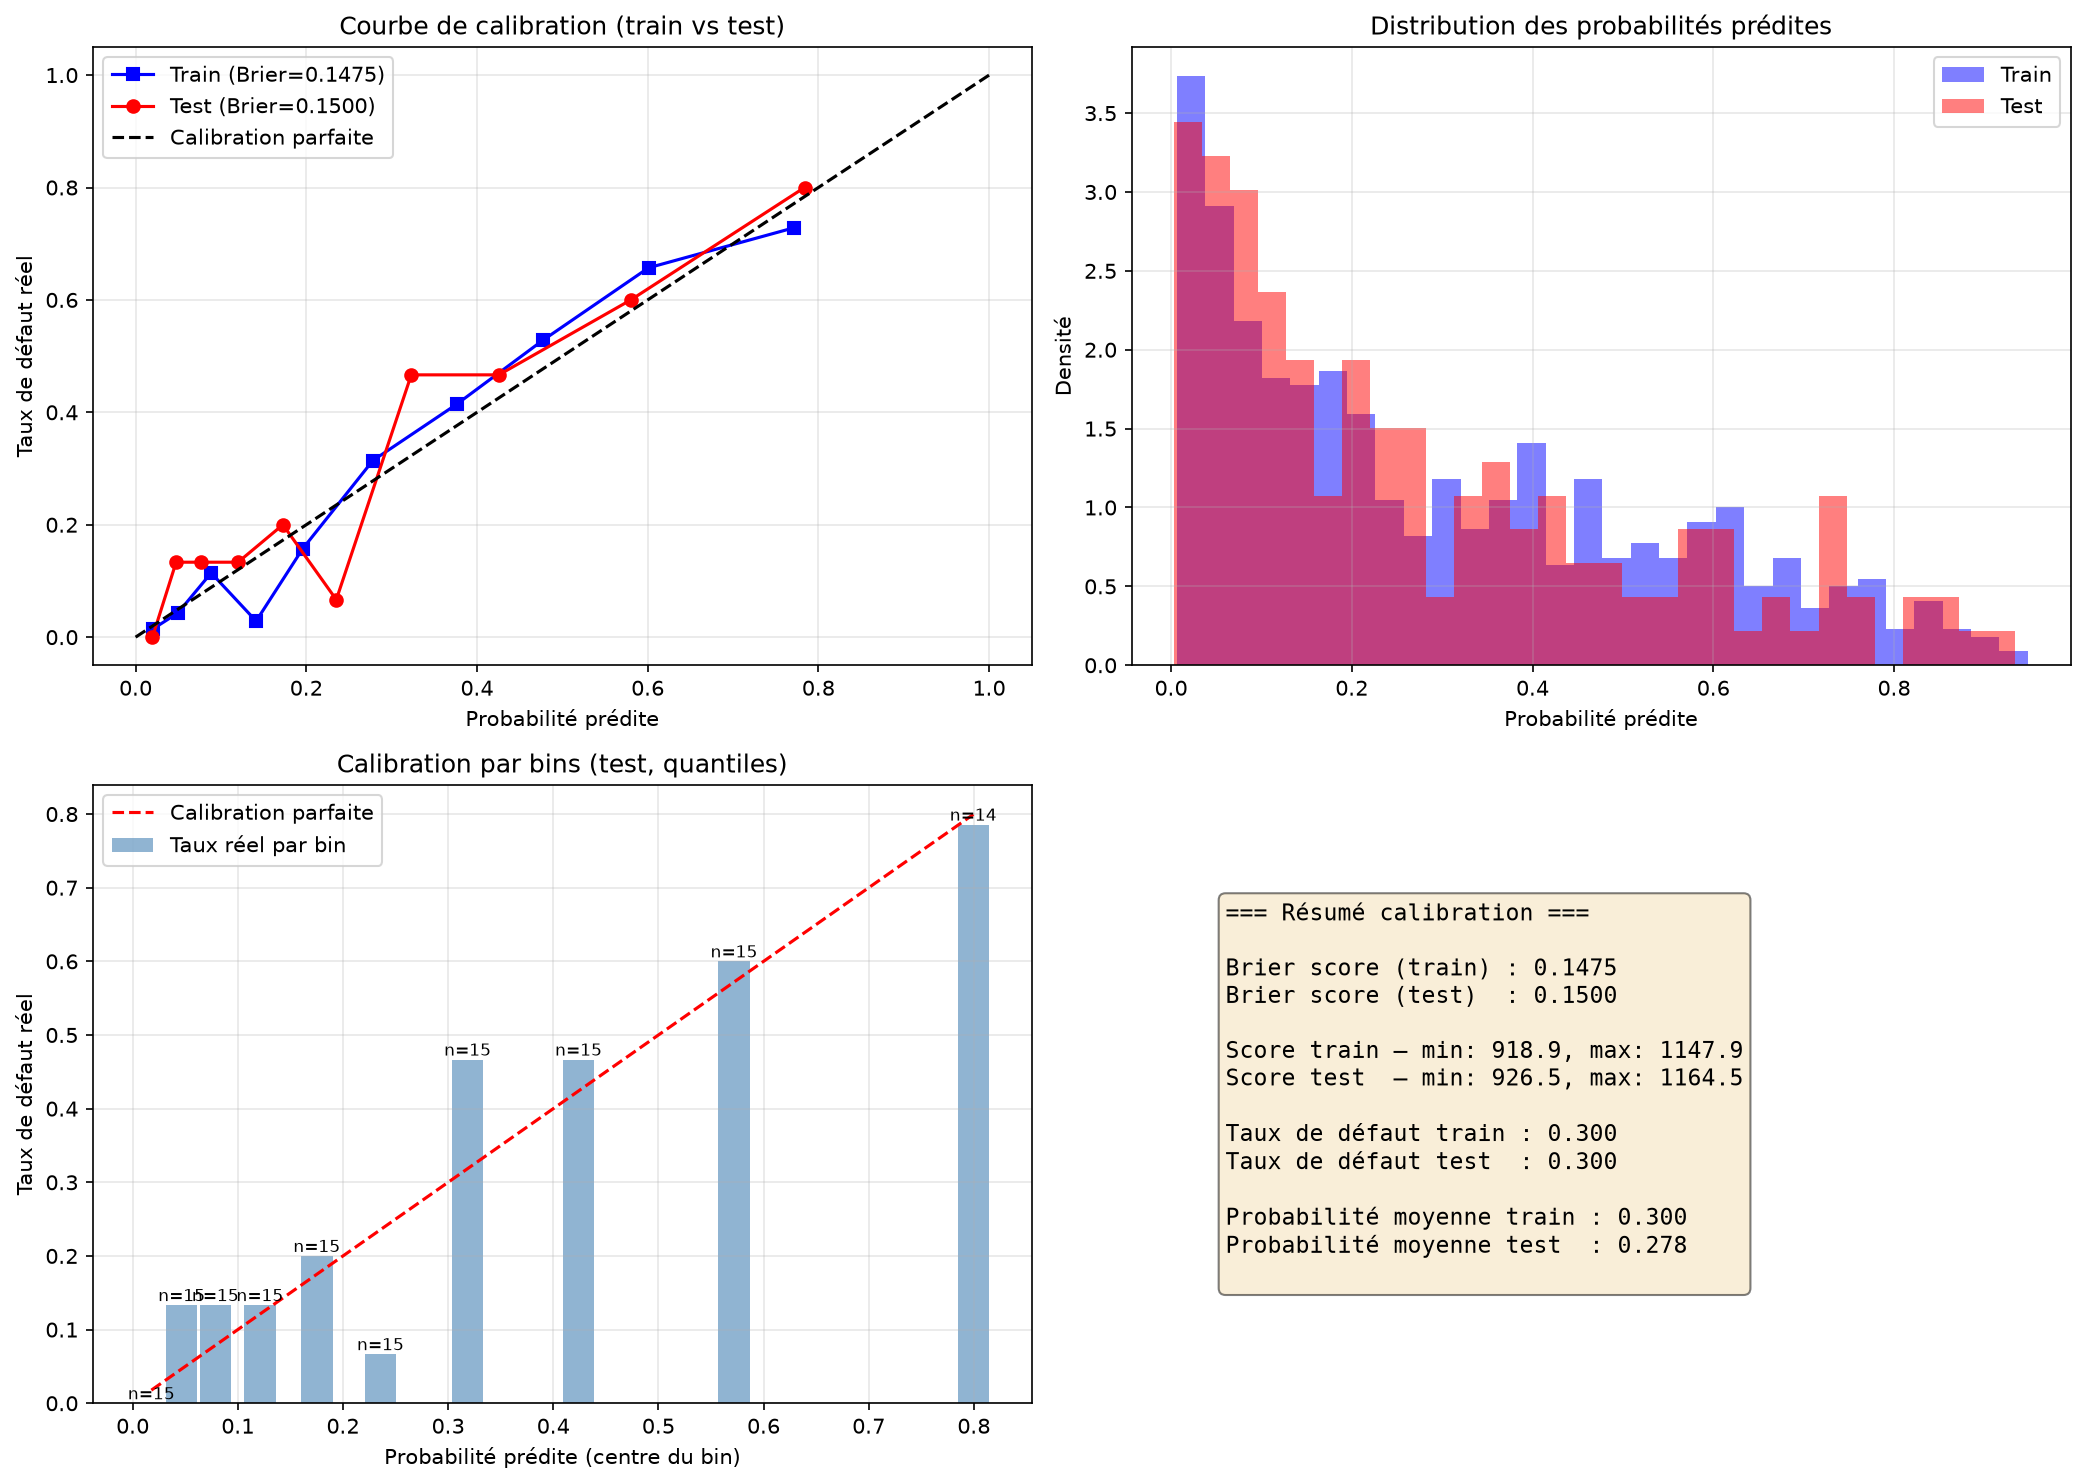 Courbe de calibration (train vs test)
Train (Brier=0.1475)
Test (Brier=0.1500)
Calibration parfaite
Taux de défaut réel
1.0
0.8
0.6
0.4
0.2
0.0
0.0 0.2 0.4 0.6 0.8 1.0
Probabilité prédite
Distribution des probabilités prédites
Train
Test
Densité
3.5
3.0
2.5
2.0
1.5
1.0
0.5
0.0
0.0 0.2 0.4 0.6 0.8
Probabilité prédite
Calibration par bins (test, quantiles)
Calibration parfaite
Taux réel par bin
Taux de défaut réel
0.8
0.7
0.6
0.5
0.4
0.3
0.2
0.1
0.0
n=15
n=15
n=15
n=15
n=15
n=15
n=15
n=15
n=15
n=14
0.0 0.1 0.2 0.3 0.4 0.5 0.6 0.7 0.8
Probabilité prédite (centre du bin)
=== Résumé calibration ===
Brier score (train) : 0.1475
Brier score (test)  : 0.1500
Score train — min: 918.9, max: 1147.9
Score test  — min: 926.5, max: 1164.5
Taux de défaut train : 0.300
Taux de défaut test  : 0.300
Probabilité moyenne train : 0.300
Probabilité moyenne test  : 0.278